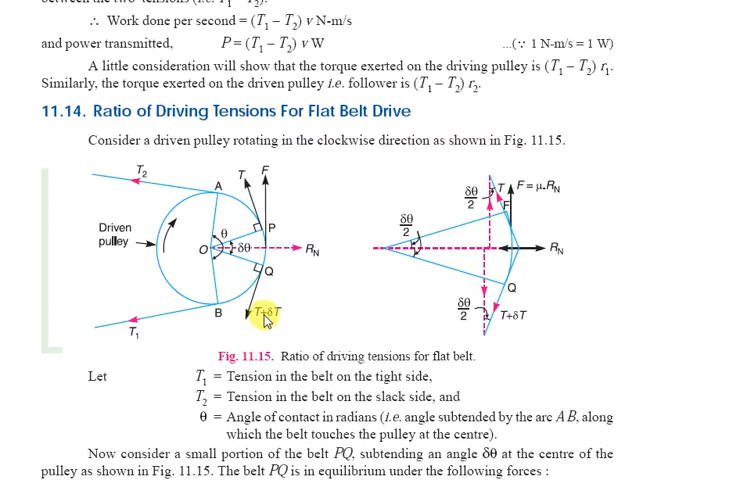 ∴ Work done per second = (T₁ – T₂) v N-m/s
and power transmitted, P = (T₁ – T₂) v W ...(∵ 1 N-m/s = 1 W)
A little consideration will show that the torque exerted on the driving pulley is (T₁ – T₂) r₁.
Similarly, the torque exerted on the driven pulley i.e. follower is (T₁ – T₂) r₂.
11.14. Ratio of Driving Tensions For Flat Belt Drive
Consider a driven pulley rotating in the clockwise direction as shown in Fig. 11.15.
T₂
A
T
F
P
Driven
pulley
O
θ
δθ
R_N
Q
B
T+δT
T₁
δθ/2
T
F = μ.R_N
P
δθ/2
R_N
Q
δθ/2
T+δT
Fig. 11.15. Ratio of driving tensions for flat belt.
Let T₁ = Tension in the belt on the tight side,
T₂ = Tension in the belt on the slack side, and
θ = Angle of contact in radians (i.e. angle subtended by the arc A B, along
which the belt touches the pulley at the centre).
Now consider a small portion of the belt PQ, subtending an angle δθ at the centre of the
pulley as shown in Fig. 11.15. The belt PQ is in equilibrium under the following forces :